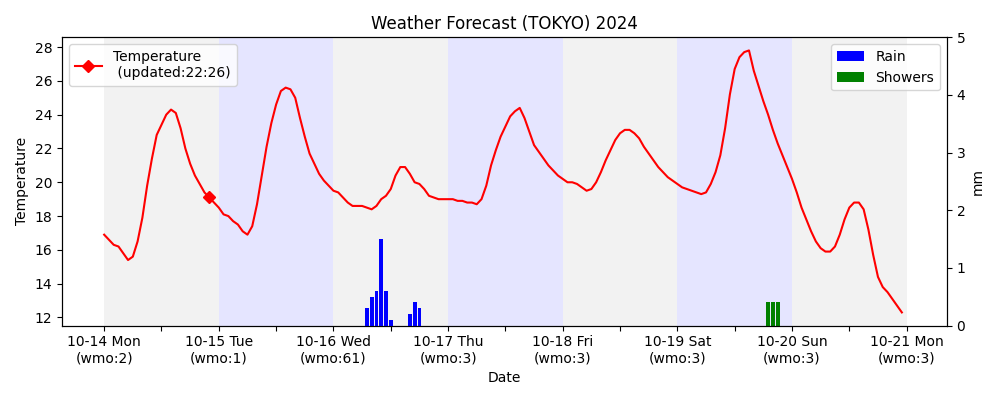 Weather Forecast (TOKYO) 2024
Temperature
(updated:22:26)
Rain
Showers
Temperature
28
26
24
22
20
18
16
14
12
5
4
3
2
1
0
mm
10-14 Mon 10-15 Tue 10-16 Wed 10-17 Thu 10-18 Fri 10-19 Sat 10-20 Sun 10-21 Mon
(wmo:2) (wmo:1) (wmo:61) (wmo:3) (wmo:3) (wmo:3) (wmo:3) (wmo:3)
Date